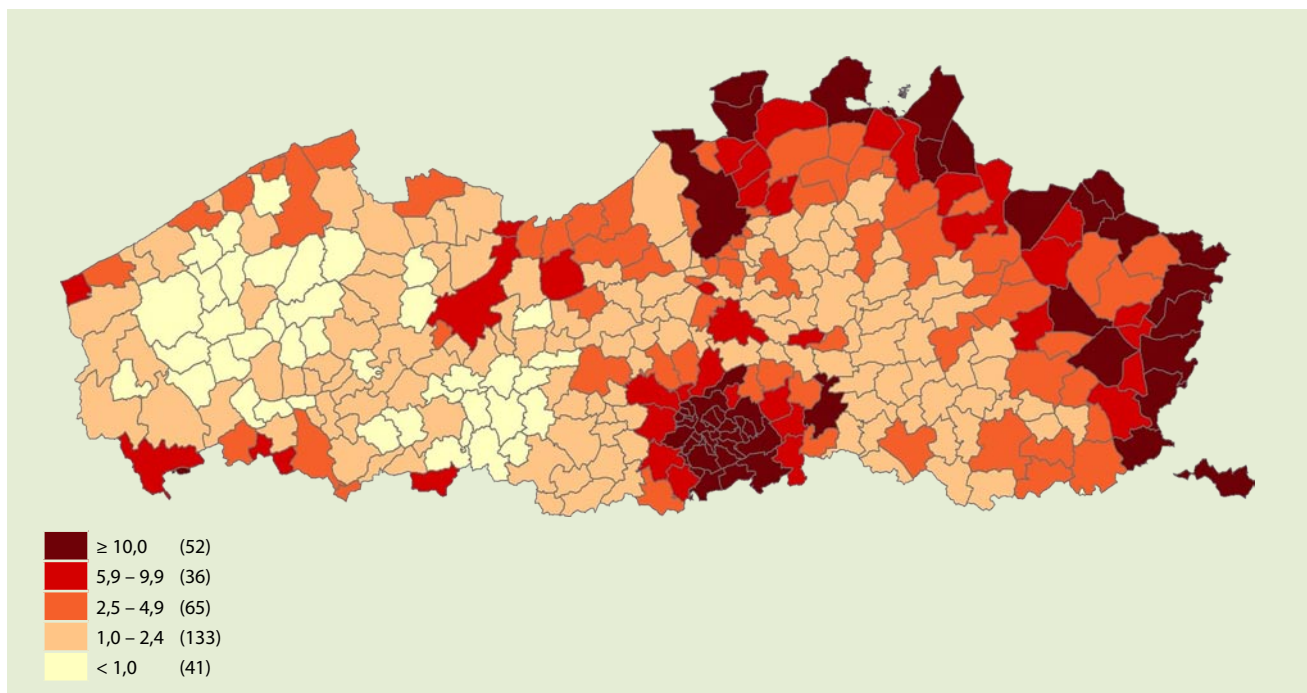 ≥ 10,0 (52)
5,9 – 9,9 (36)
2,5 – 4,9 (65)
1,0 – 2,4 (133)
< 1,0 (41)